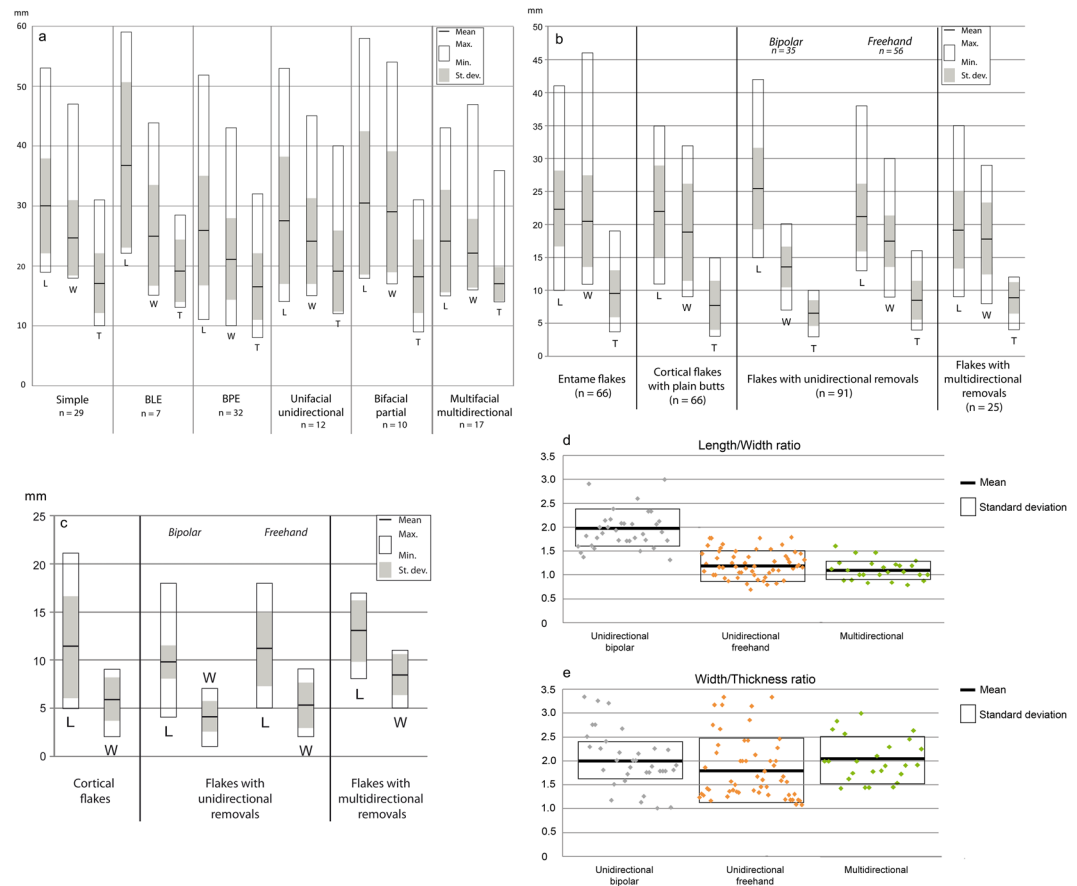 mm
a
60
50
40
30
20
10
0
Mean
Max.
Min.
St. dev.
L
W
T
L
W
T
L
W
T
L
W
T
L
W
T
L
W
T
Simple
n = 29
BLE
n = 7
BPE
n = 32
Unifacial
unidirectional
n = 12
Bifacial
partial
n = 10
Multifacial
multidirectional
n = 17
mm
b
50
45
40
35
30
25
20
15
10
5
0
Bipolar
n = 35
Freehand
n = 56
Mean
Max.
Min.
St. dev.
L
W
T
L
W
T
L
W
T
L
W
T
L
W
T
Entame flakes
(n = 66)
Cortical flakes
with plain butts
(n = 66)
Flakes with unidirectional removals
(n = 91)
Flakes with
multidirectional
removals
(n = 25)
mm
c
25
20
15
10
5
0
Bipolar
Freehand
Mean
Max.
Min.
St. dev.
L
W
L
W
L
W
L
W
Cortical
flakes
Flakes with
unidirectional
removals
Flakes with
multidirectional
removals
d
Length/Width ratio
3.5
3.0
2.5
2.0
1.5
1.0
0.5
0
Mean
Standard deviation
Unidirectional
bipolar
Unidirectional
freehand
Multidirectional
e
Width/Thickness ratio
3.5
3.0
2.5
2.0
1.5
1.0
0.5
0
Mean
Standard deviation
Unidirectional
bipolar
Unidirectional
freehand
Multidirectional